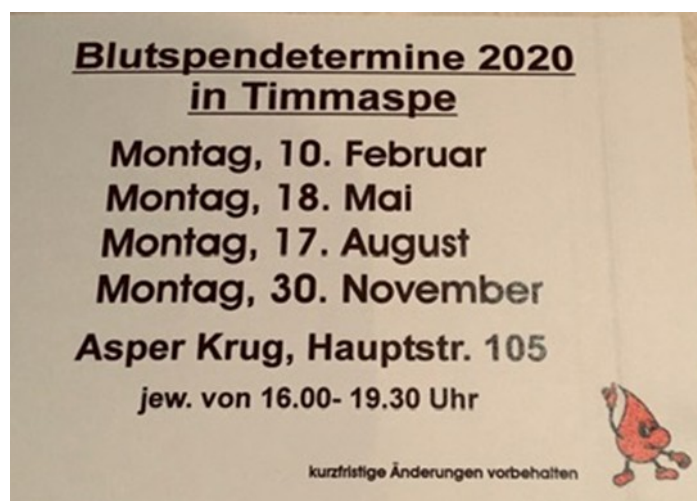 Blutspendetermine 2020
in Timmaspe
Montag, 10. Februar
Montag, 18. Mai
Montag, 17. August
Montag, 30. November
Asper Krug, Hauptstr. 105
jew. von 16.00- 19.30 Uhr
kurzfristige Änderungen vorbehalten